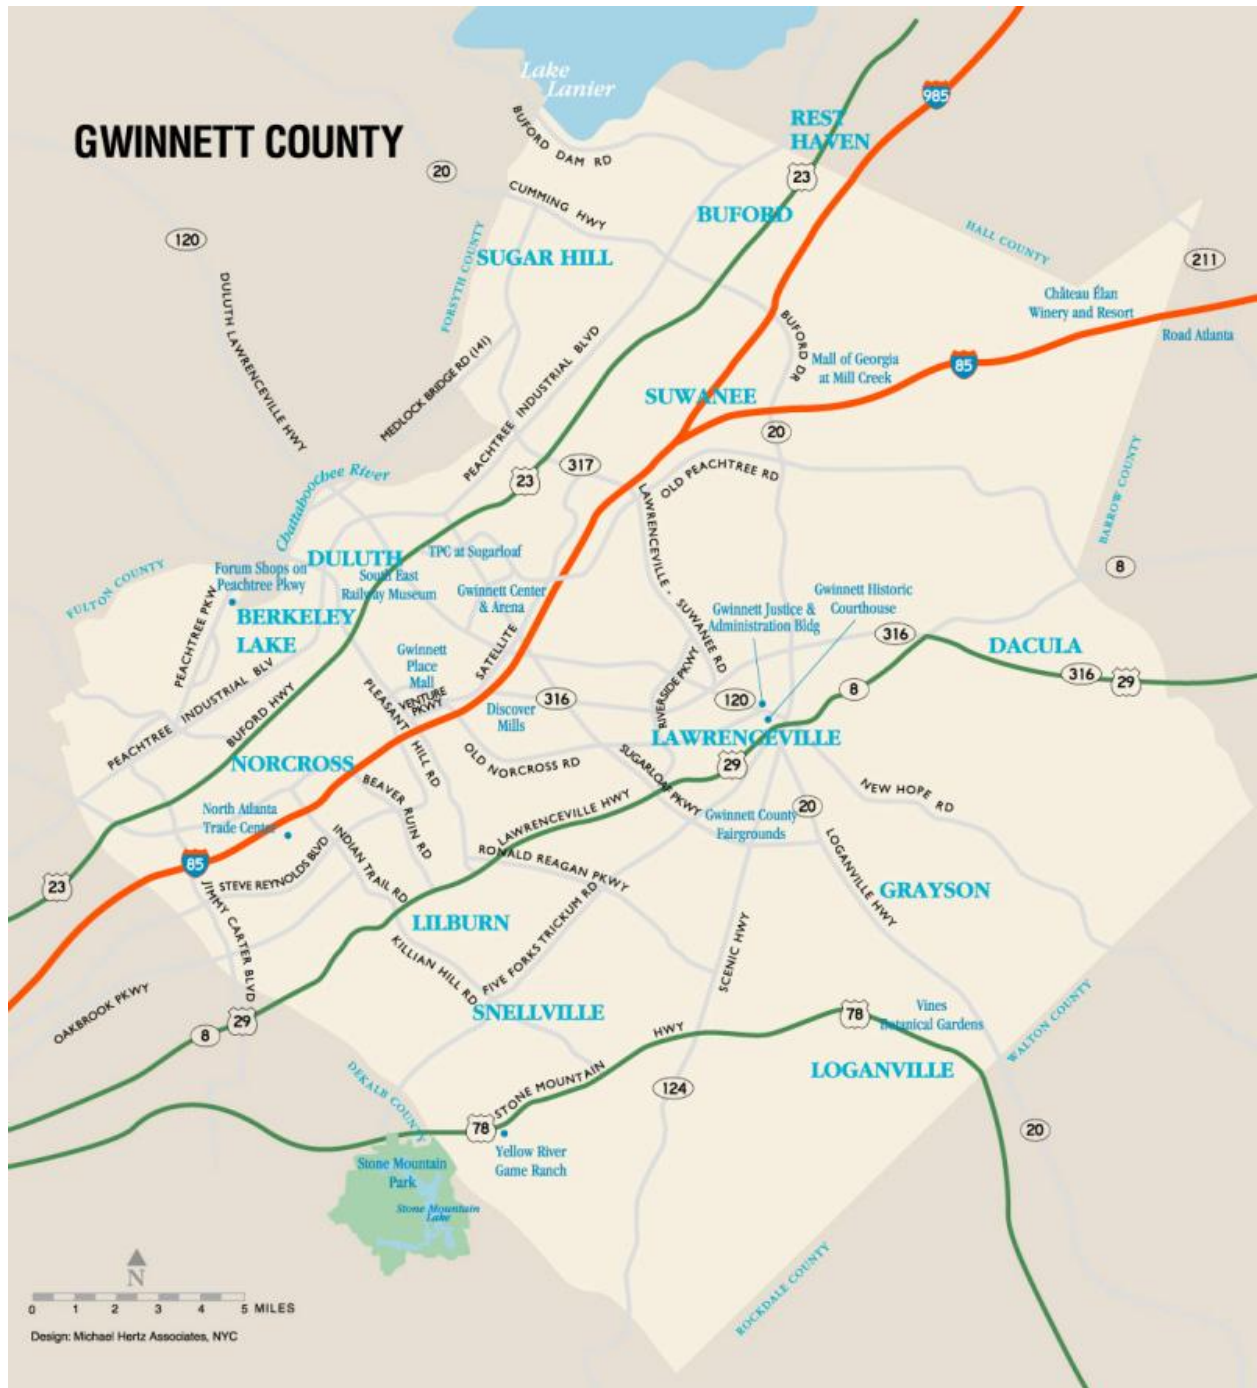 Lake
Lanier
985
REST
HAVEN
BUFORD DAM RD
GWINNETT COUNTY
20
23
CUMMING HWY
BUFORD
120
FORSYTH COUNTY
SUGAR HILL
HALL COUNTY
211
DULUTH LAWRENCEVILLE HWY
Château Élan
Winery and Resort
BUFORD DR
Road Atlanta
MEDLOCK BRIDGE RD (141)
PEACHTREE INDUSTRIAL BLVD
Mall of Georgia
at Mill Creek
85
SUWANEE
20
317
23
OLD PEACHTREE RD
Chattahoochee River
LAWRENCEVILLE - SUWANEE RD
BARROW COUNTY
DULUTH
TPC at Sugarloaf
8
Forum Shops on
Peachtree Pkwy
South East
Railway Museum
Gwinnett Center
& Arena
FULTON COUNTY
Gwinnett Historic
Courthouse
BERKELEY
LAKE
Gwinnett Justice &
Administration Bldg
316
DACULA
PEACHTREE PKW
SATELLITE
Gwinnett
Place
Mall
RIVERSIDE PKWY
316
29
8
VENTURE
PKWY
316
120
PEACHTREE INDUSTRIAL BLV
BUFORD HWY
PLEASANT HILL RD
Discover
Mills
LAWRENCEVILLE
NORCROSS
OLD NORCROSS RD
29
SUGARLOAF PKWY
NEW HOPE RD
BEAVER RUIN RD
North Atlanta
Trade Center
LAWRENCEVILLE HWY
Gwinnett County
Fairgrounds
20
INDIAN TRAIL RD
RONALD REAGAN PKWY
LOGANVILLE HWY
85
23
STEVE REYNOLDS BLVD
GRAYSON
JIMMY CARTER BLVD
LILBURN
FIVE FORKS TRICKUM RD
SCENIC HWY
KILLIAN HILL RD
OAKBROOK PKWY
SNELLVILLE
29
8
78
Vines
Botanical Gardens
WALTON COUNTY
HWY
LOGANVILLE
DEKALB COUNTY
STONE MOUNTAIN
124
78
20
Yellow River
Game Ranch
Stone Mountain
Park
Stone Mountain
Lake
N
ROCKDALE COUNTY
0 1 2 3 4 5 MILES
Design: Michael Hertz Associates, NYC